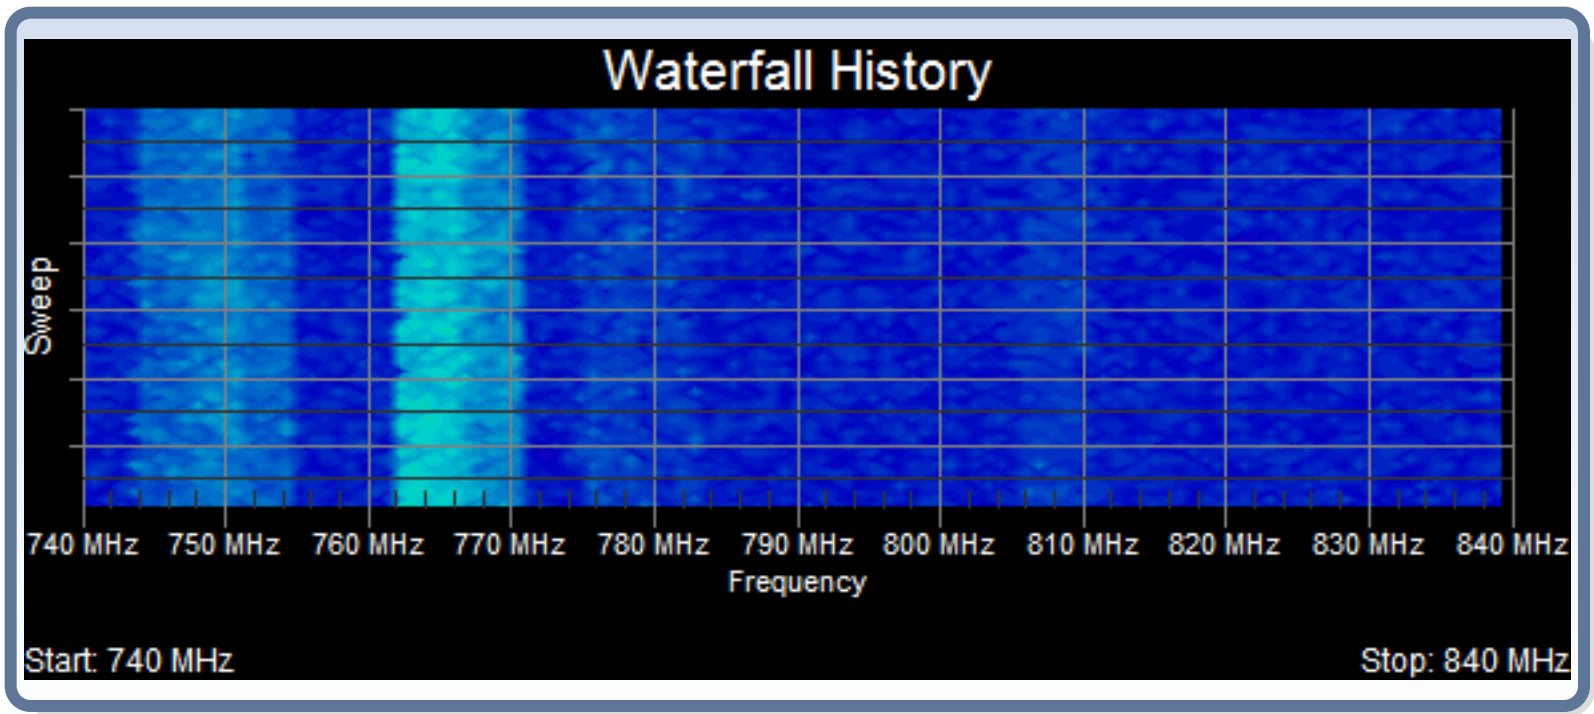 Waterfall History
Sweep
740 MHz 750 MHz 760 MHz 770 MHz 780 MHz 790 MHz 800 MHz 810 MHz 820 MHz 830 MHz 840 MHz
Frequency
Start: 740 MHz Stop: 840 MHz